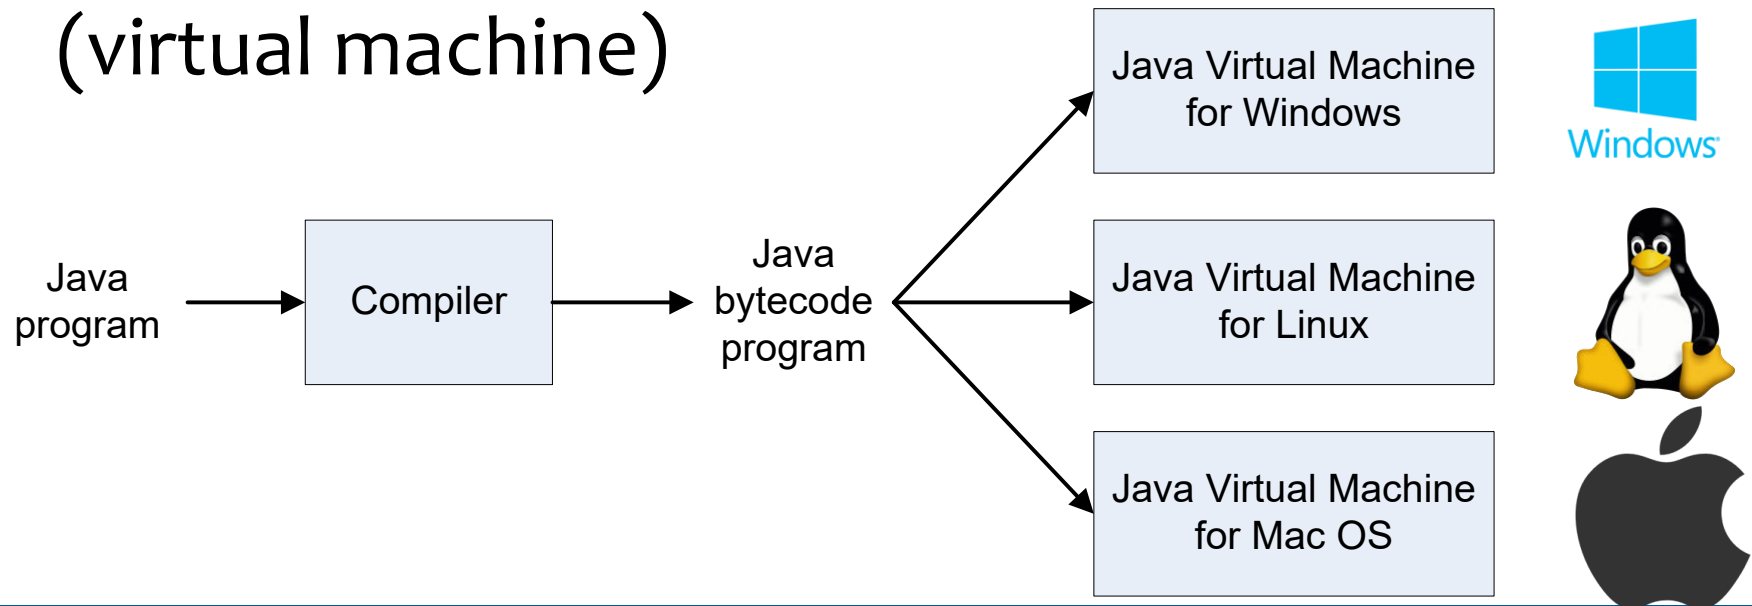 (virtual machine)
Java
program
Compiler
Java
bytecode
program
Java Virtual Machine
for Windows
Windows
Java Virtual Machine
for Linux
Java Virtual Machine
for Mac OS